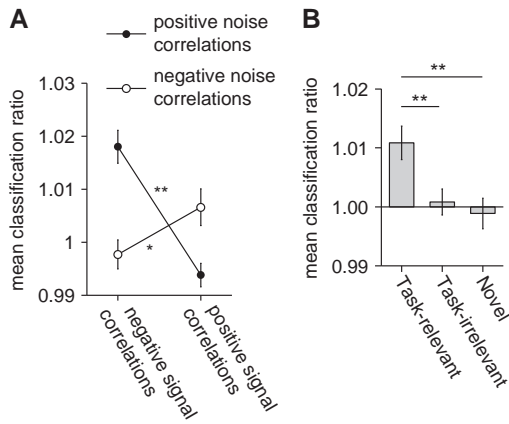 A
positive noise
correlations
negative noise
correlations
mean classification ratio
1.03
1.02
1.01
1
0.99
**
*
negative signal
correlations
positive signal
correlations
B
mean classification ratio
1.02
1.01
1.00
0.99
**
**
Task-relevant
Task-irrelevant
Novel